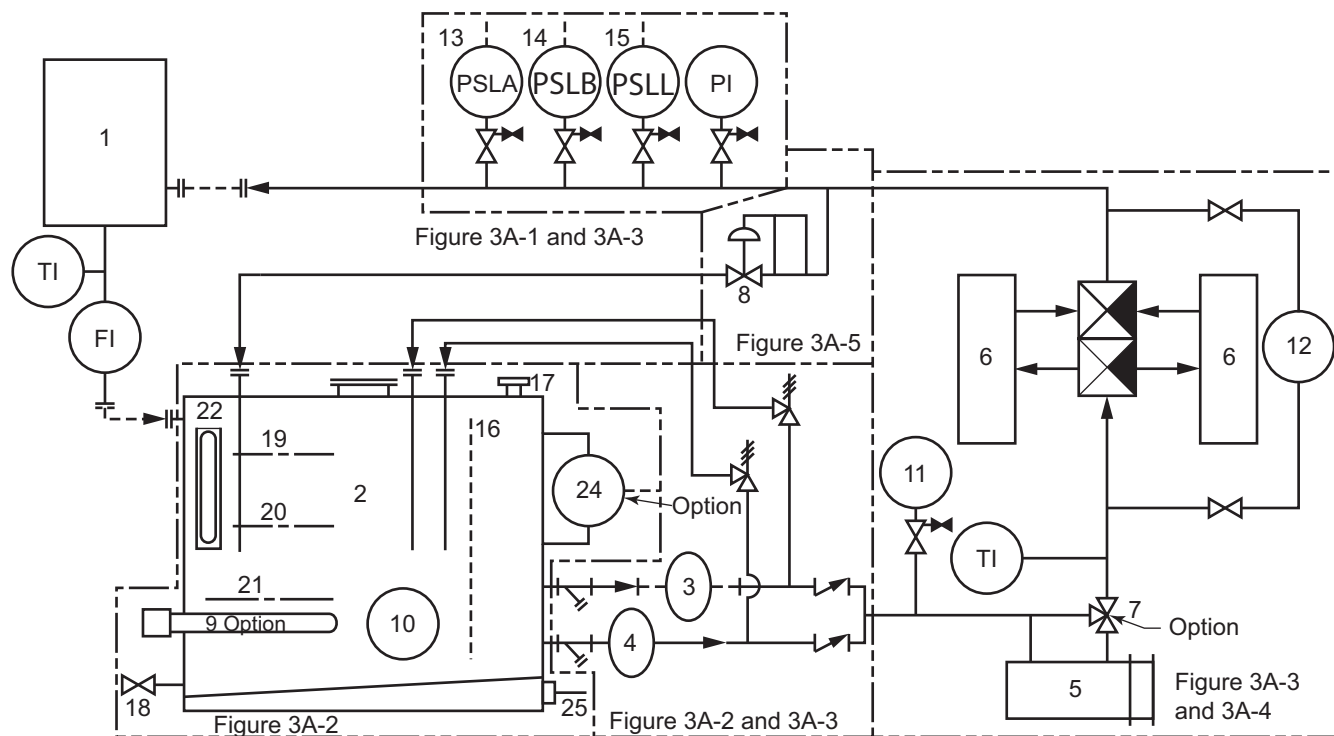 13
14
15
PSLA
PSLB
PSLL
PI
1
Figure 3A-1 and 3A-3
TI
8
FI
Figure 3A-5
6
6
12
17
22
16
19
2
24
11
Option
20
TI
3
21
7
9 Option
10
4
Option
5
Figure 3A-3
and 3A-4
18
25
Figure 3A-2
Figure 3A-2 and 3A-3